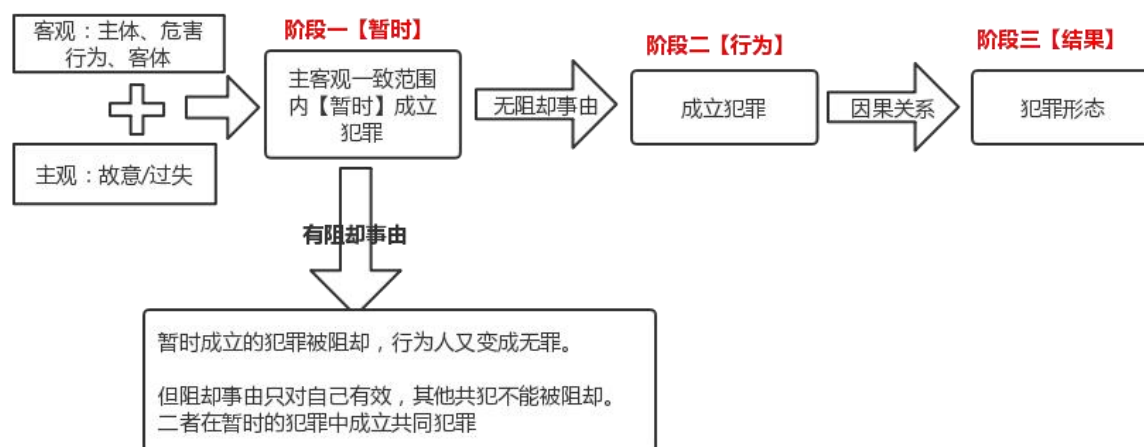 客观：主体、危害
行为、客体
主观：故意/过失
阶段一【暂时】
主客观一致范围
内【暂时】成立
犯罪
无阻却事由
阶段二【行为】
成立犯罪
因果关系
阶段三【结果】
犯罪形态
有阻却事由
暂时成立的犯罪被阻却，行为人又变成无罪。
但阻却事由只对自己有效，其他共犯不能被阻却。
二者在暂时的犯罪中成立共同犯罪